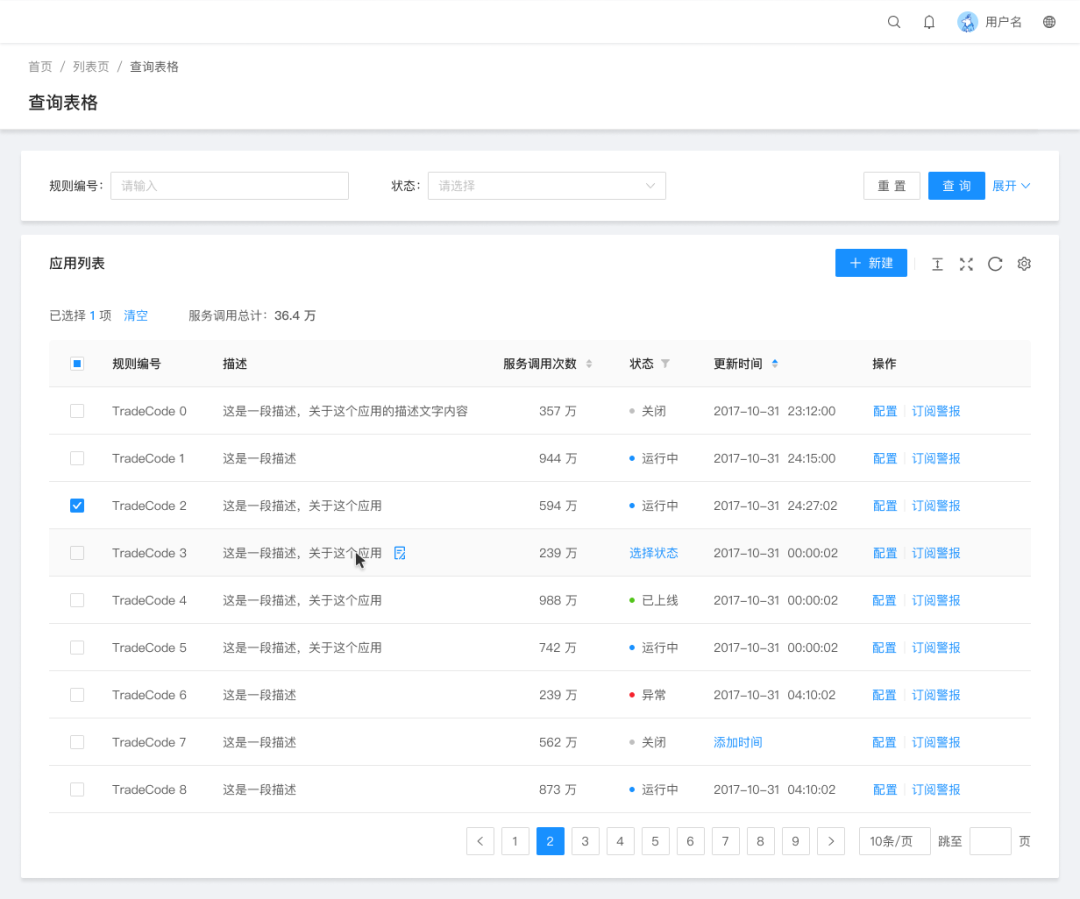 用户名
首页 / 列表页 / 查询表格
查询表格
规则编号: 请输入 状态: 请选择 重 置 查 询 展开
应用列表 + 新建
已选择 1 项 清空 服务调用总计: 36.4 万
规则编号 描述 服务调用次数 状态 更新时间 操作
TradeCode 0 这是一段描述，关于这个应用的描述文字内容 357 万 关闭 2017-10-31 23:12:00 配置 订阅警报
TradeCode 1 这是一段描述 944 万 运行中 2017-10-31 24:15:00 配置 订阅警报
TradeCode 2 这是一段描述，关于这个应用 594 万 运行中 2017-10-31 24:27:02 配置 订阅警报
TradeCode 3 这是一段描述，关于这个应用 239 万 选择状态 2017-10-31 00:00:02 配置 订阅警报
TradeCode 4 这是一段描述，关于这个应用 988 万 已上线 2017-10-31 00:00:02 配置 订阅警报
TradeCode 5 这是一段描述，关于这个应用 742 万 运行中 2017-10-31 00:00:02 配置 订阅警报
TradeCode 6 这是一段描述 239 万 异常 2017-10-31 04:10:02 配置 订阅警报
TradeCode 7 这是一段描述 562 万 关闭 添加时间 配置 订阅警报
TradeCode 8 这是一段描述 873 万 运行中 2017-10-31 04:10:02 配置 订阅警报
< 1 2 3 4 5 6 7 8 9 > 10条/页 跳至 页